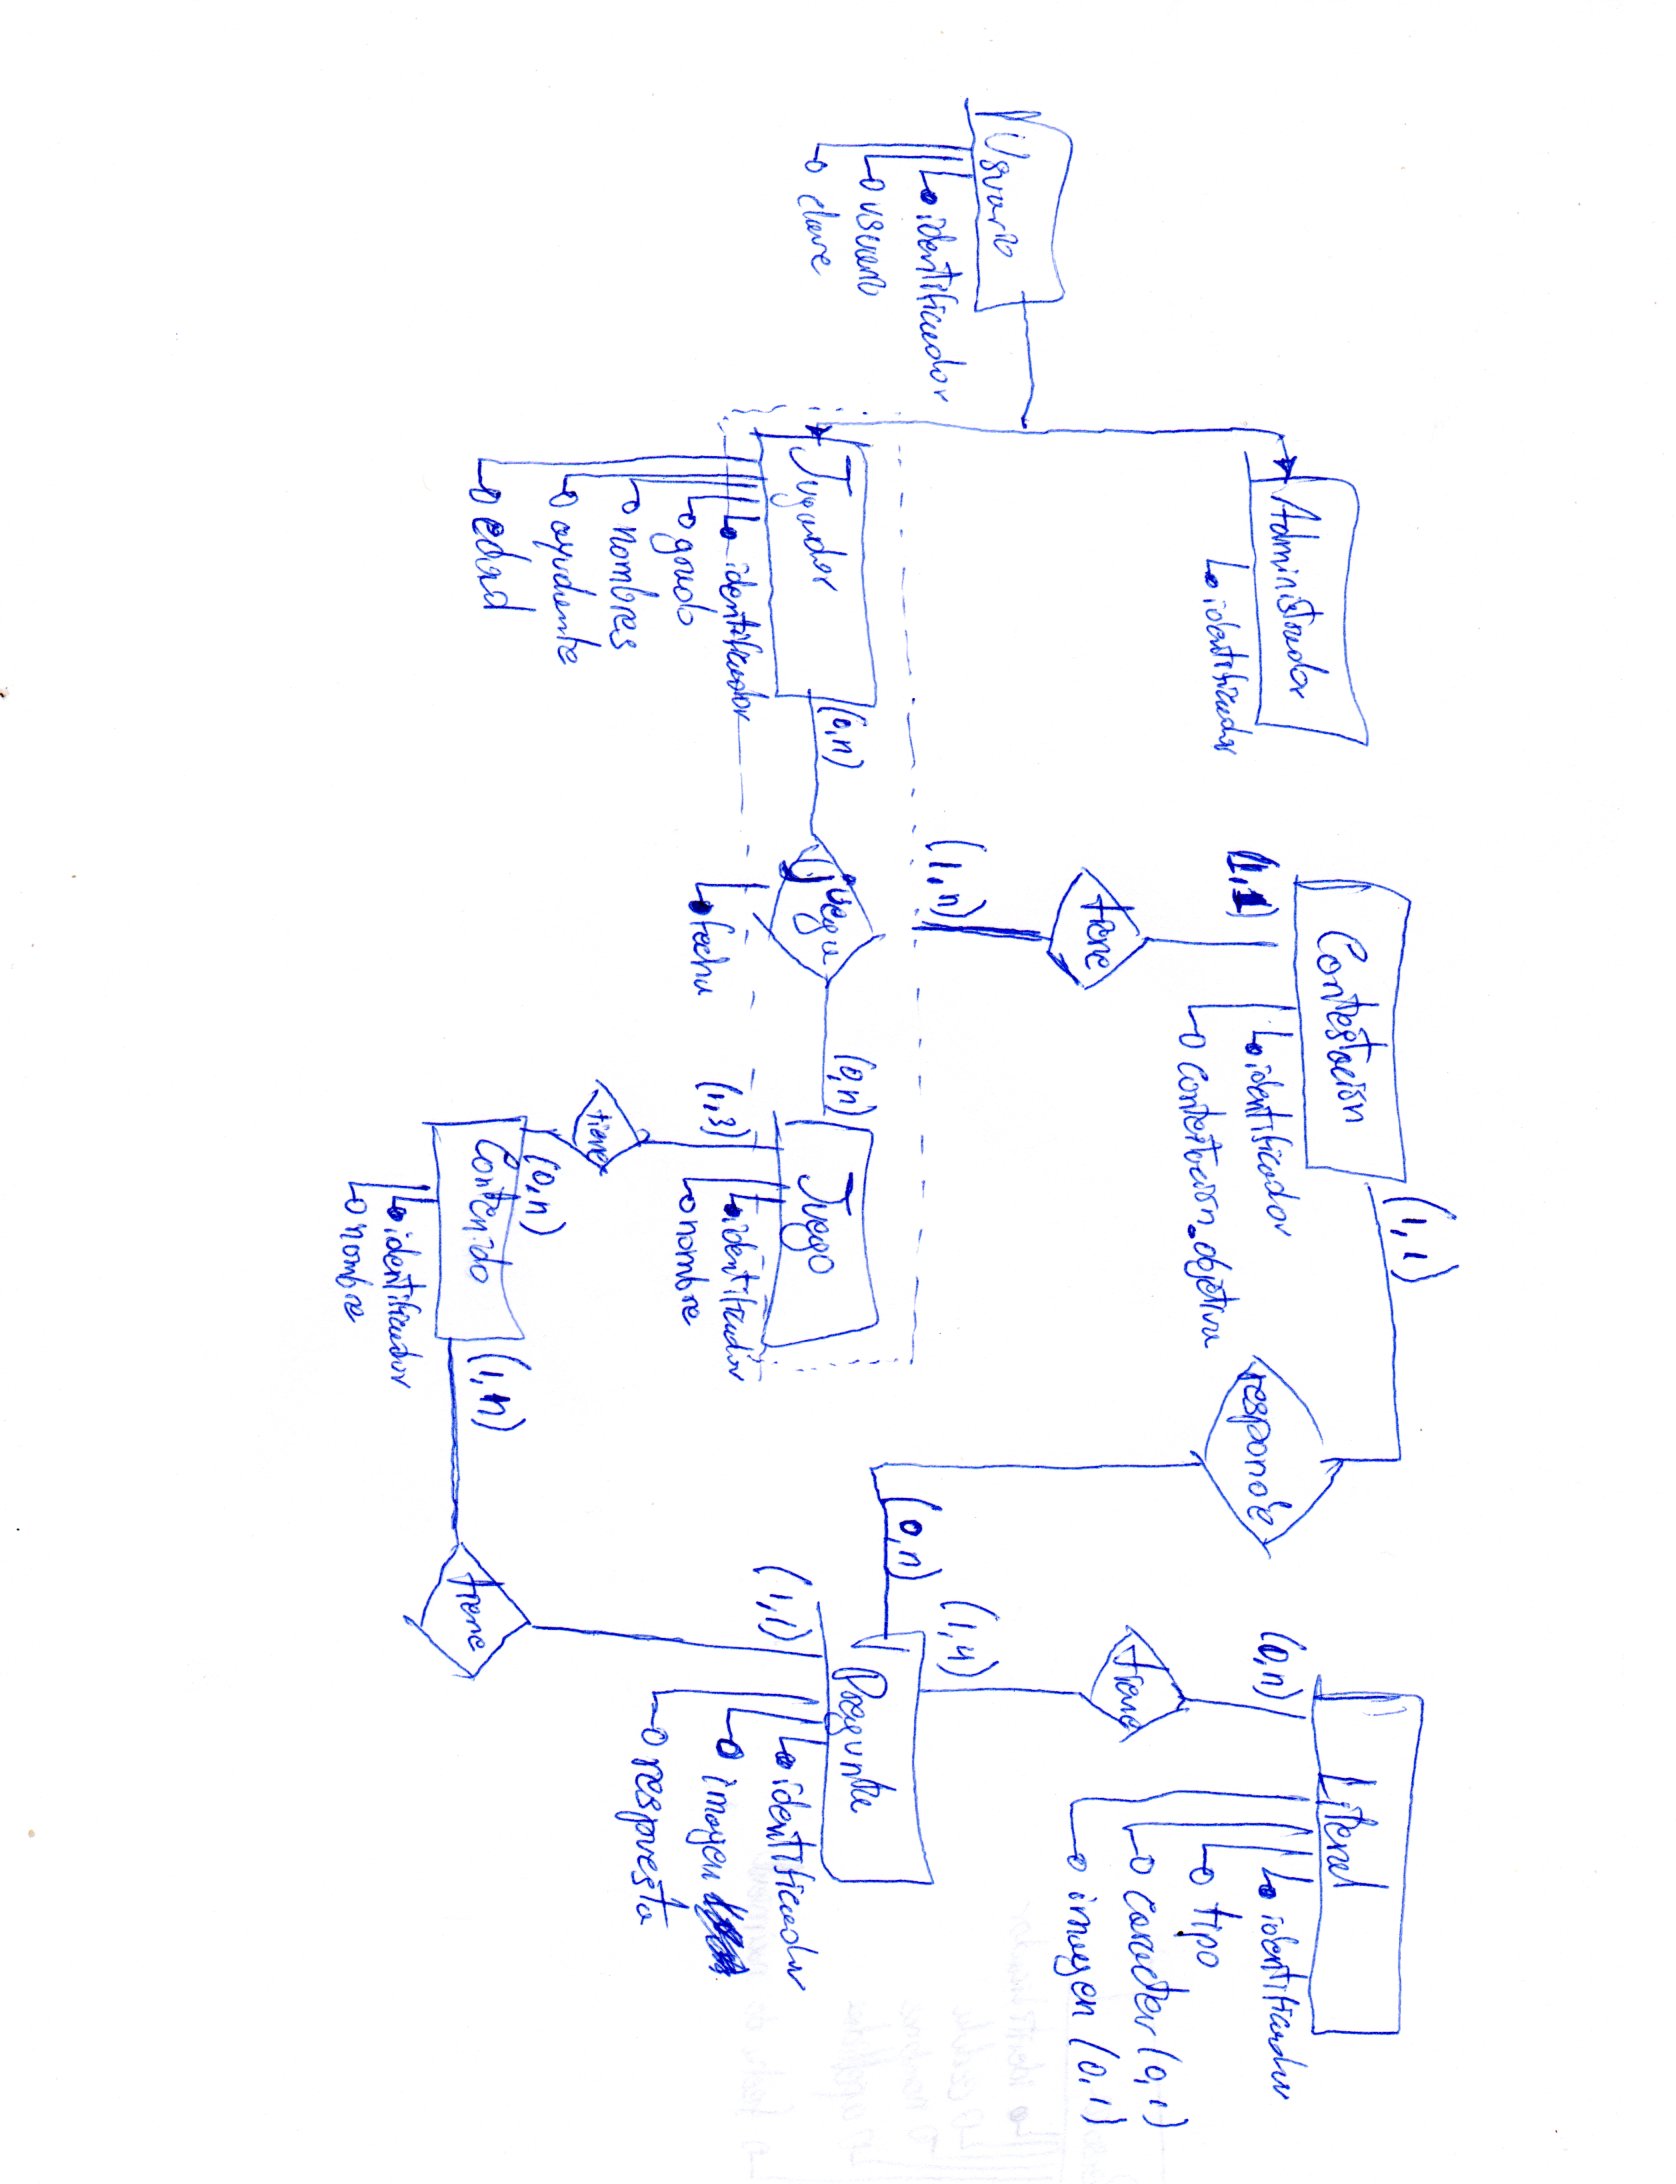 Usuario
identificador
usuario
clave
Administrador
identificador
Jugador
identificador
grado
nombres
ayudante
edad
(0,n)
juega
fecha
(0,n)
(1,n)
tiene
(1,1)
Contestación
identificador
contestación_objetiva
(1,1)
responde
(0,n)
Juego
identificador
nombre
(1,3)
tiene
(0,n)
Contenido
identificador
nombre
(1,n)
tiene
(1,1)
Pregunta
identificador
imagen
respuesta
(1,4)
tiene
(0,n)
Literal
identificador
tipo
caracter (0,1)
imagen (0,1)